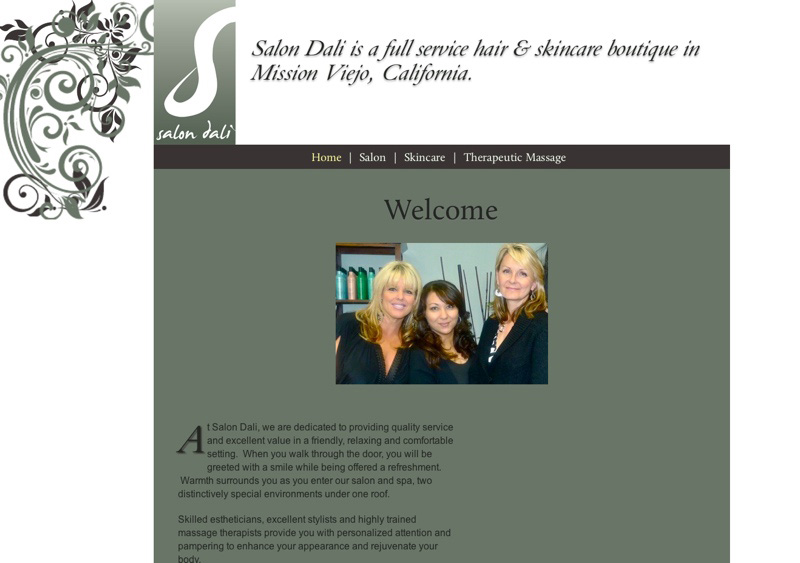 Salon Dali is a full service hair & skincare boutique in
Mission Viejo, California.
salon dali
Home | Salon | Skincare | Therapeutic Massage
Welcome
At Salon Dali, we are dedicated to providing quality service
and excellent value in a friendly, relaxing and comfortable
setting.  When you walk through the door, you will be
greeted with a smile while being offered a refreshment.
Warmth surrounds you as you enter our salon and spa, two
distinctively special environments under one roof.
Skilled estheticians, excellent stylists and highly trained
massage therapists provide you with personalized attention and
pampering to enhance your appearance and rejuvenate your
body.